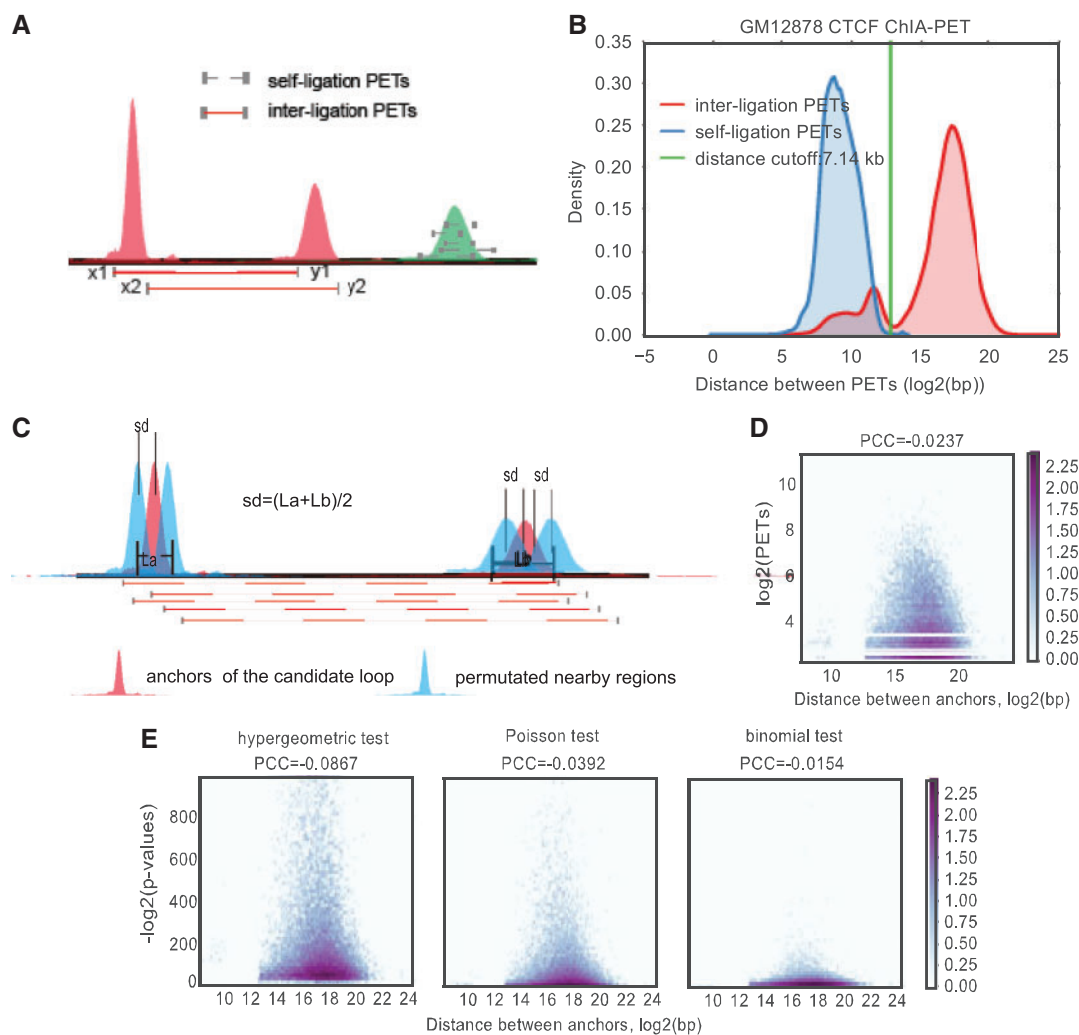 A
self-ligation PETs
inter-ligation PETs
x1
x2
y1
y2
B
GM12878 CTCF ChIA-PET
0.35
0.30
0.25
0.20
0.15
0.10
0.05
0.00
Density
inter-ligation PETs
self-ligation PETs
distance cutoff:7.14 kb
−5
0
5
10
15
20
25
Distance between PETs (log2(bp))
C
sd
sd
sd
sd=(La+Lb)/2
La
Lb
anchors of the candidate loop
permutated nearby regions
D
PCC=-0.0237
log2(PETs)
10
8
6
4
10
20
Distance between anchors, log2(bp)
2.25
2.00
1.75
1.50
1.25
1.00
0.75
0.50
0.25
0.00
E
hypergeometric test
PCC=-0.0867
Poisson test
PCC=-0.0392
binomial test
PCC=-0.0154
-log2(p-values)
800
600
400
200
0
10 12 14 16 18 20 22 24
10 12 14 16 18 20 22 24
10 12 14 16 18 20 22 24
Distance between anchors, log2(bp)
2.25
2.00
1.75
1.50
1.25
1.00
0.75
0.50
0.25
0.00